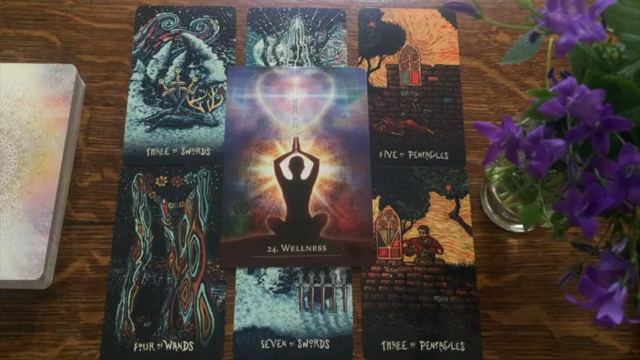 THREE OF SWORDS
FIVE OF PENTACLES
24. WELLNESS
FOUR OF WANDS
SEVEN OF SWORDS
THREE OF PENTACLES